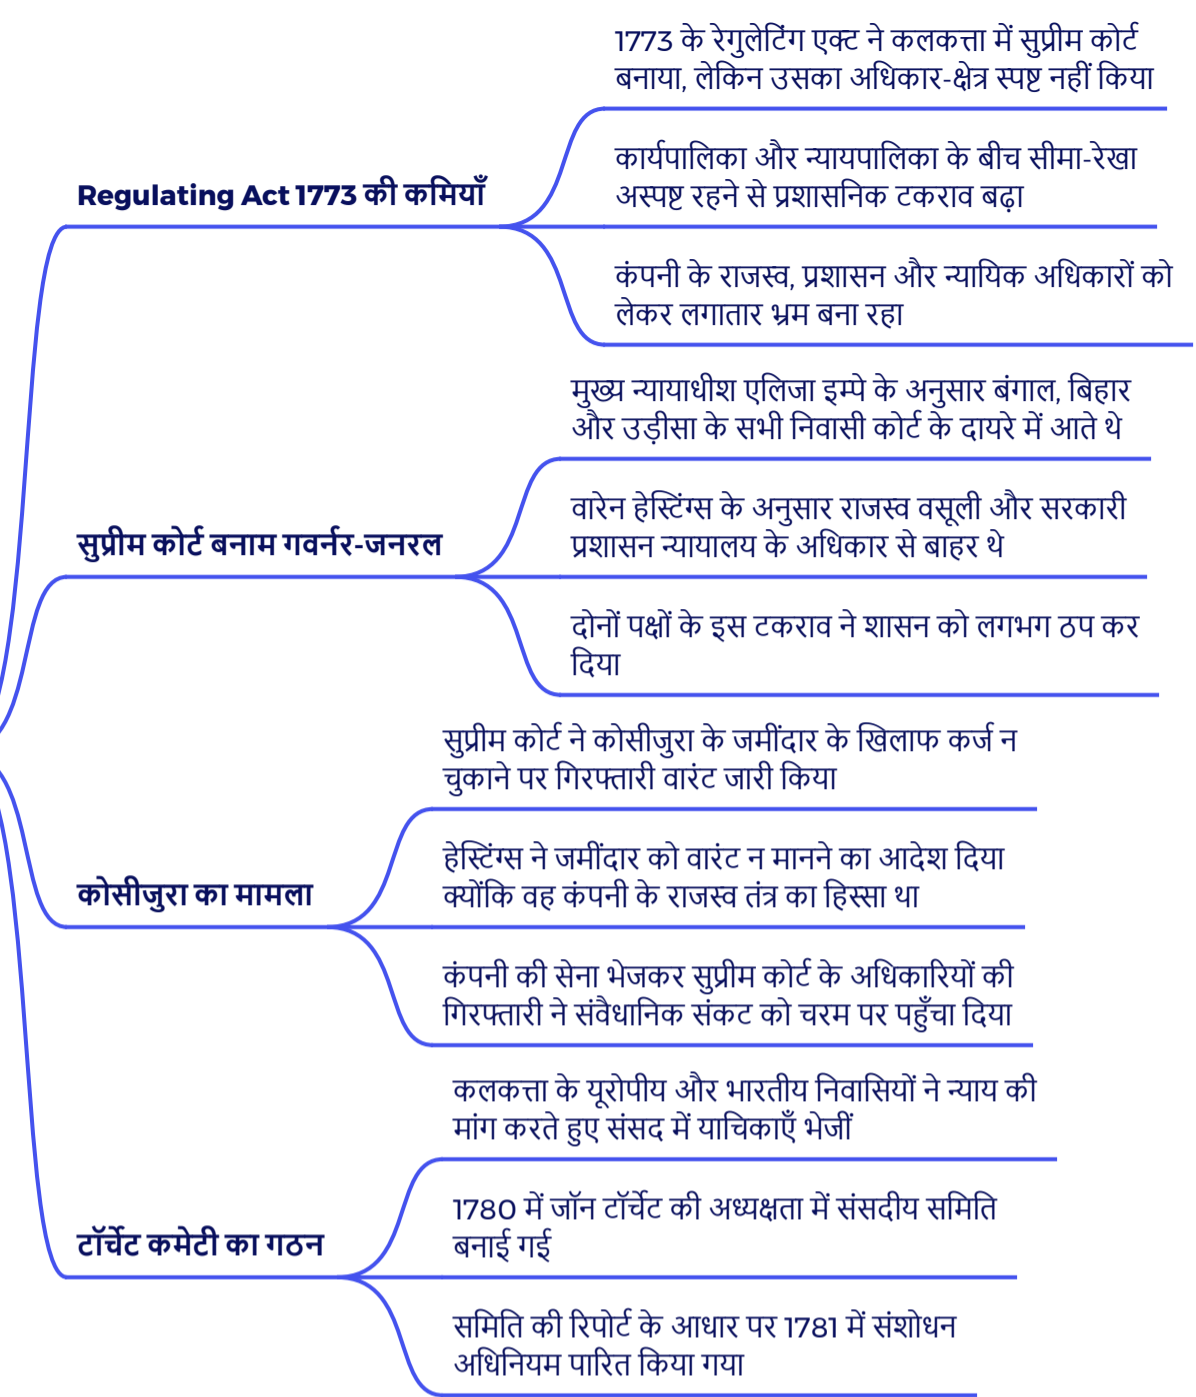 1773 के रेगुलेटिंग एक्ट ने कलकत्ता में सुप्रीम कोर्ट
बनाया, लेकिन उसका अधिकार-क्षेत्र स्पष्ट नहीं किया
Regulating Act 1773 की कमियाँ
कार्यपालिका और न्यायपालिका के बीच सीमा-रेखा
अस्पष्ट रहने से प्रशासनिक टकराव बढ़ा
कंपनी के राजस्व, प्रशासन और न्यायिक अधिकारों को
लेकर लगातार भ्रम बना रहा
मुख्य न्यायाधीश एलिजा इम्पे के अनुसार बंगाल, बिहार
और उड़ीसा के सभी निवासी कोर्ट के दायरे में आते थे
सुप्रीम कोर्ट बनाम गवर्नर-जनरल
वारेन हेस्टिंग्स के अनुसार राजस्व वसूली और सरकारी
प्रशासन न्यायालय के अधिकार से बाहर थे
दोनों पक्षों के इस टकराव ने शासन को लगभग ठप कर
दिया
सुप्रीम कोर्ट ने कोसीजुरा के जमींदार के खिलाफ कर्ज न
चुकाने पर गिरफ्तारी वारंट जारी किया
कोसीजुरा का मामला
हेस्टिंग्स ने जमींदार को वारंट न मानने का आदेश दिया
क्योंकि वह कंपनी के राजस्व तंत्र का हिस्सा था
कंपनी की सेना भेजकर सुप्रीम कोर्ट के अधिकारियों की
गिरफ्तारी ने संवैधानिक संकट को चरम पर पहुँचा दिया
कलकत्ता के यूरोपीय और भारतीय निवासियों ने न्याय की
मांग करते हुए संसद में याचिकाएँ भेजीं
टॉर्चेट कमेटी का गठन
1780 में जॉन टॉर्चेट की अध्यक्षता में संसदीय समिति
बनाई गई
समिति की रिपोर्ट के आधार पर 1781 में संशोधन
अधिनियम पारित किया गया